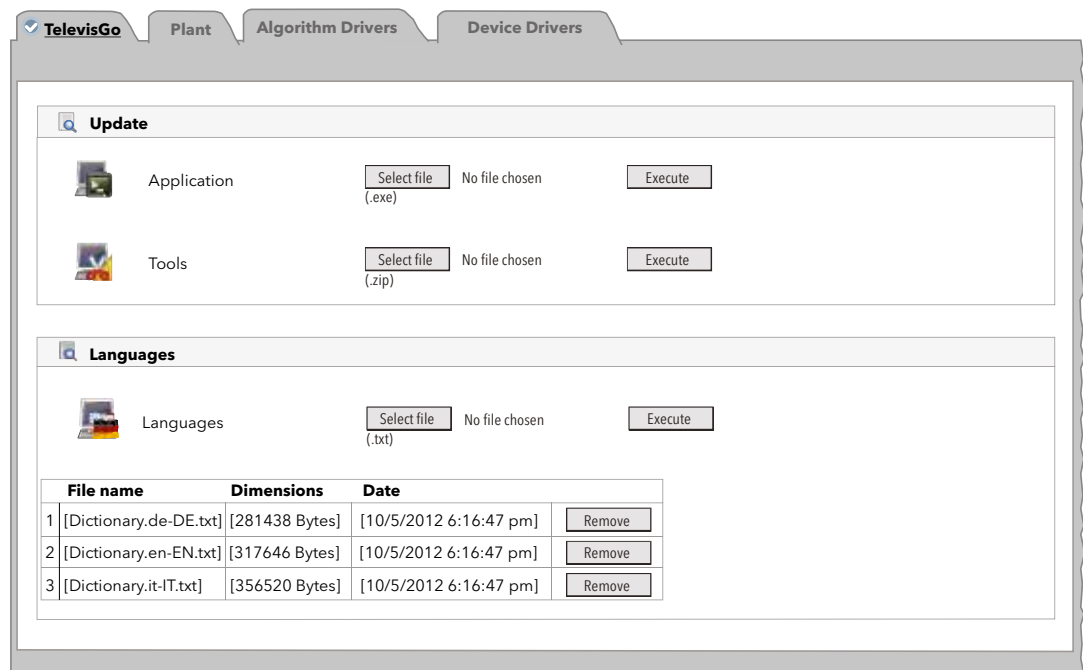 TelevisGo Plant Algorithm Drivers Device Drivers
Update
Application Select file No file chosen Execute
(.exe)
Tools Select file No file chosen Execute
(.zip)
Languages
Languages Select file No file chosen Execute
(.txt)
File name Dimensions Date
1 [Dictionary.de-DE.txt] [281438 Bytes] [10/5/2012 6:16:47 pm] Remove
2 [Dictionary.en-EN.txt] [317646 Bytes] [10/5/2012 6:16:47 pm] Remove
3 [Dictionary.it-IT.txt] [356520 Bytes] [10/5/2012 6:16:47 pm] Remove